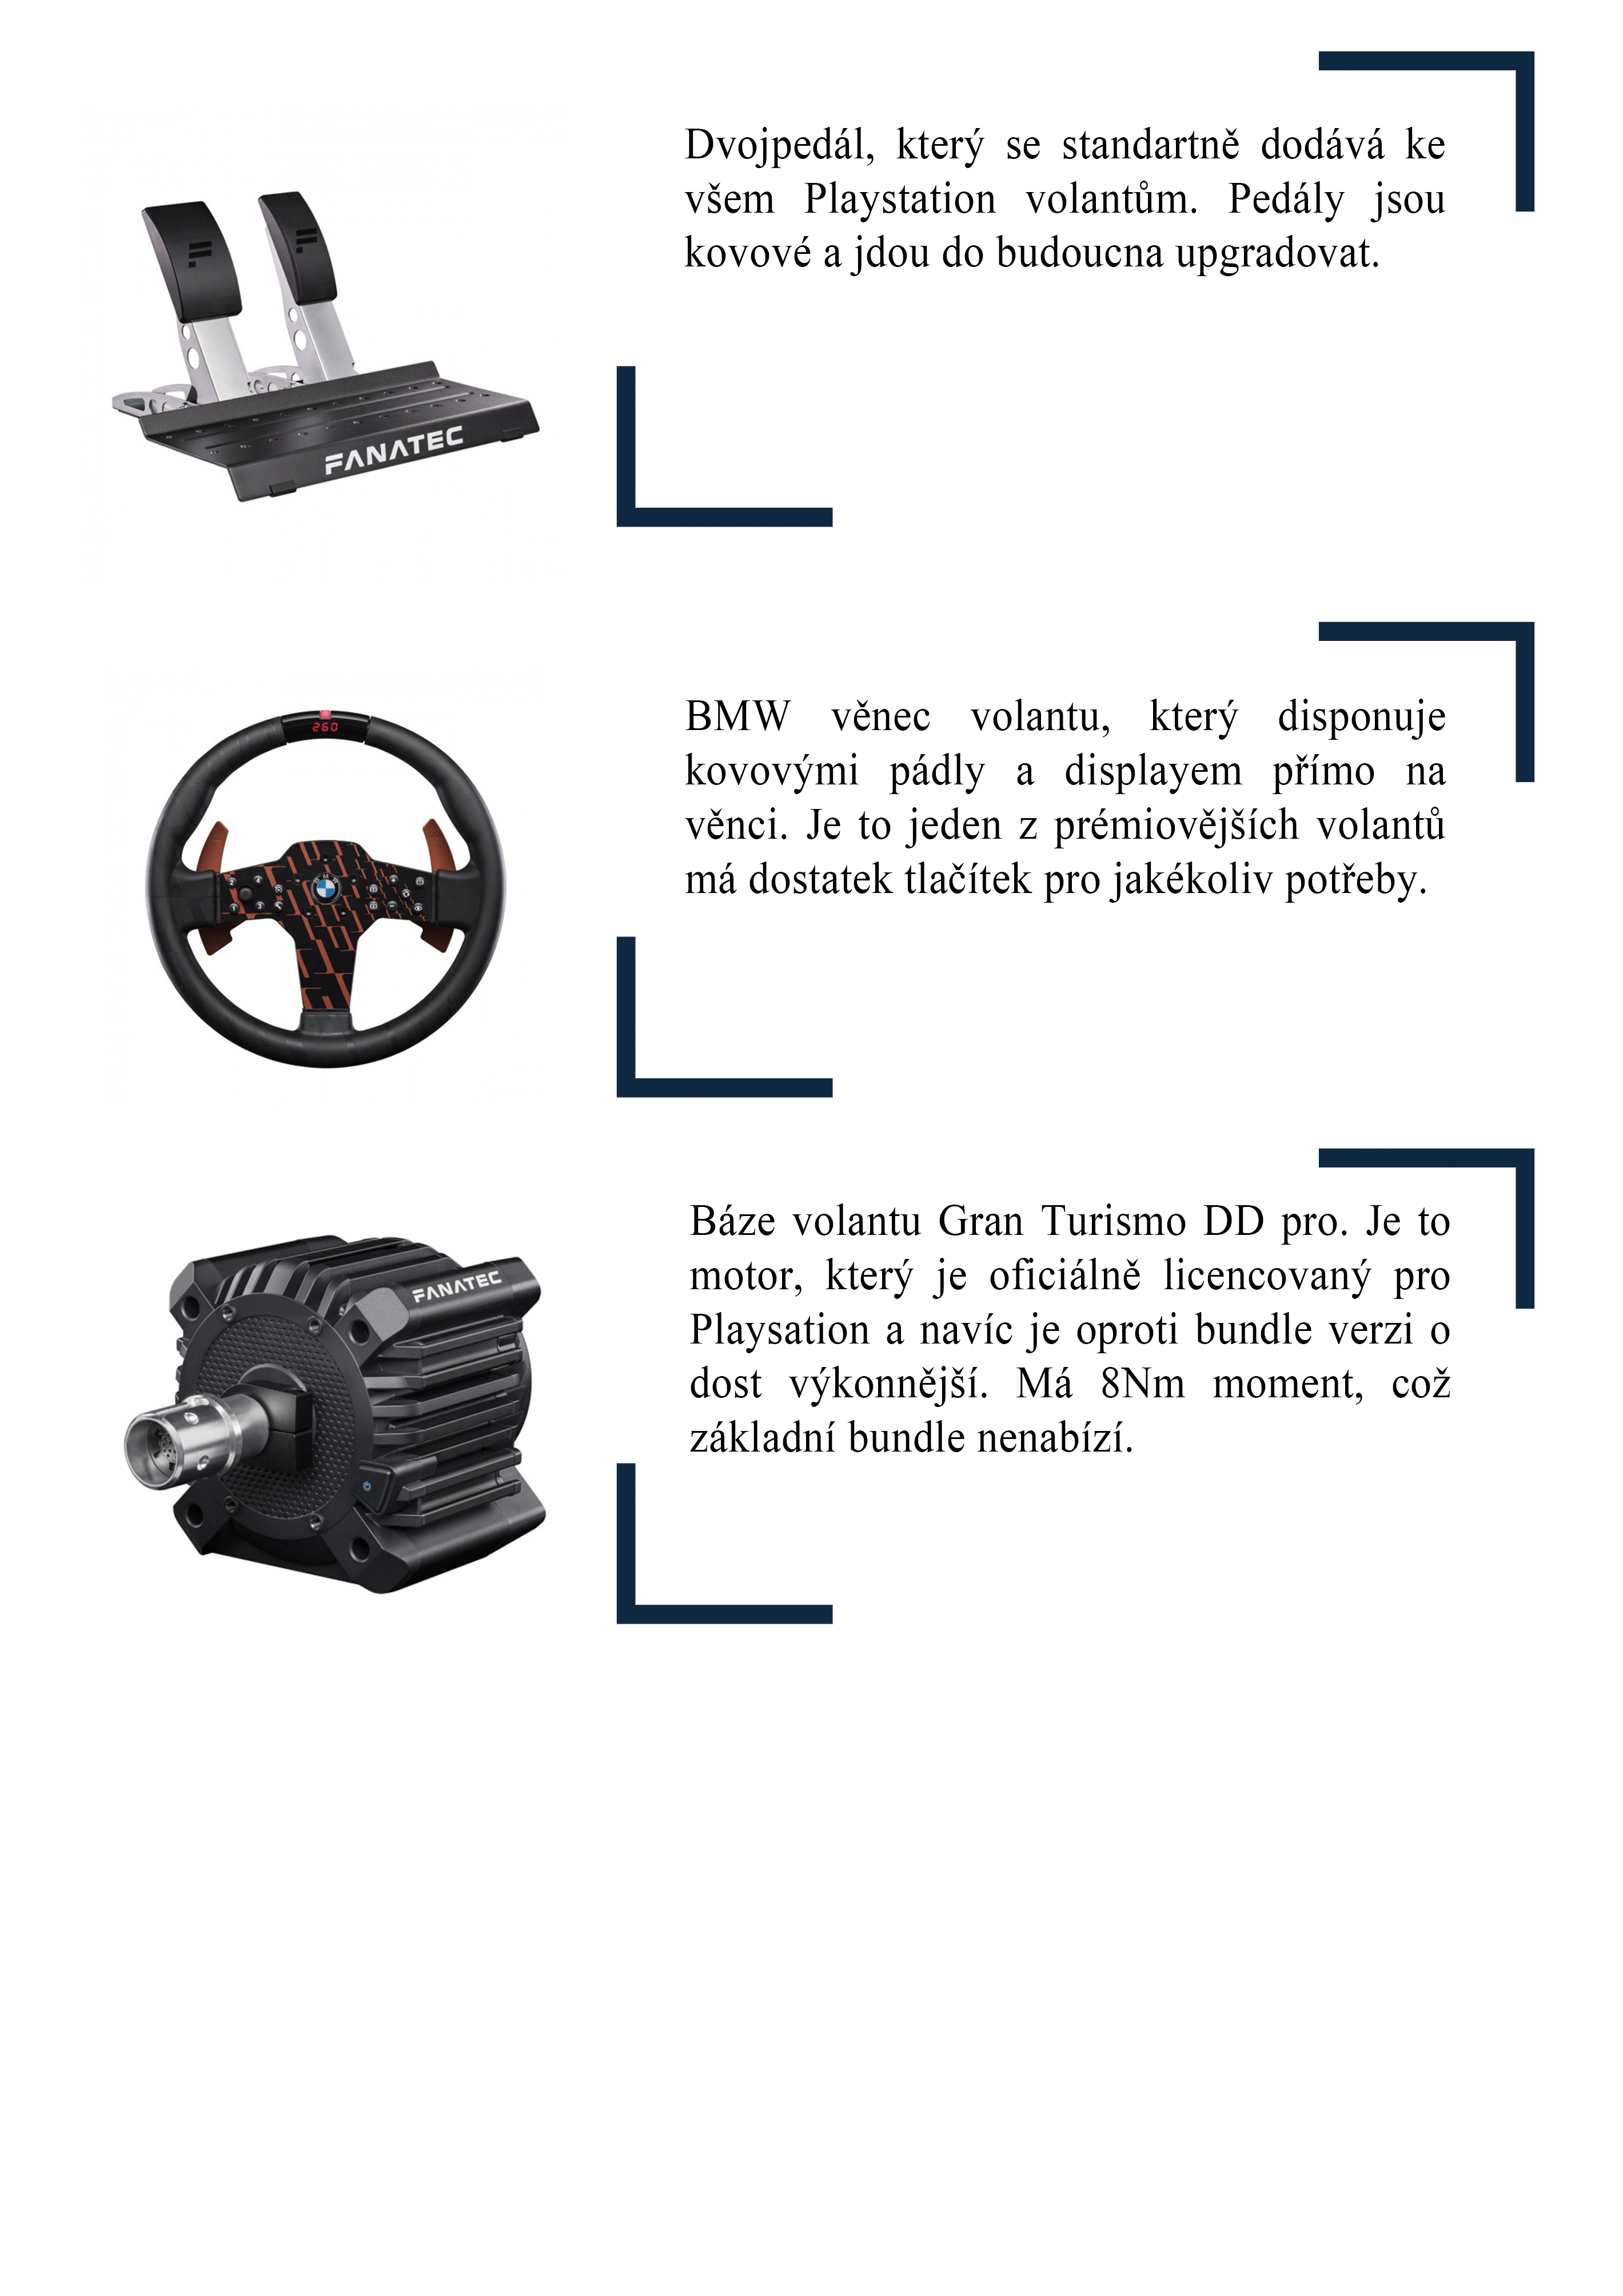 Dvojpedál, který se standartně dodává ke
všem Playstation volantům. Pedály jsou
kovové a jdou do budoucna upgradovat.
FANATEC
260
BMW věnec volantu, který disponuje
kovovými pádly a displayem přímo na
věnci. Je to jeden z prémiovějších volantů
má dostatek tlačítek pro jakékoliv potřeby.
Báze volantu Gran Turismo DD pro. Je to
motor, který je oficiálně licencovaný pro
Playsation a navíc je oproti bundle verzi o
dost výkonnější. Má 8Nm moment, což
základní bundle nenabízí.
FANATEC